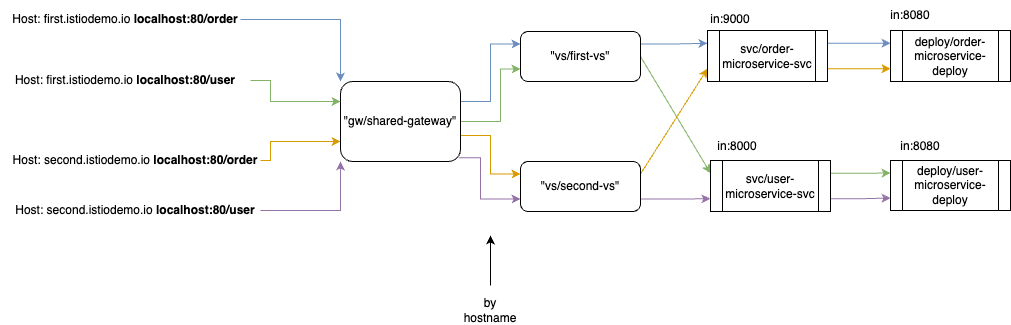 Host: first.istiodemo.io localhost:80/order
Host: first.istiodemo.io localhost:80/user
Host: second.istiodemo.io localhost:80/order
Host: second.istiodemo.io localhost:80/user
"gw/shared-gateway"
"vs/first-vs"
"vs/second-vs"
by
hostname
in:9000
svc/order-
microservice-svc
in:8000
svc/user-
microservice-svc
in:8080
deploy/order-
microservice-
deploy
in:8080
deploy/user-
microservice-
deploy